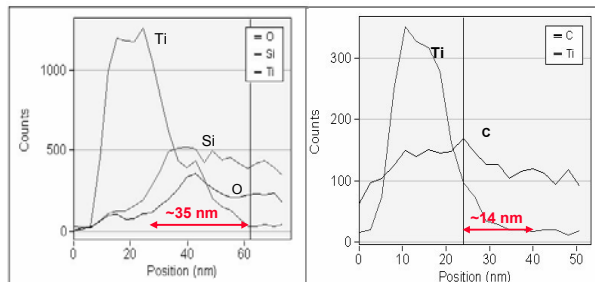 Counts
1000
500
0
Ti
Si
O
O
Si
Ti
~35 nm
0
20
40
60
Position (nm)
Counts
300
200
100
0
Ti
C
C
Ti
~14 nm
0
10
20
30
40
50
Position (nm)